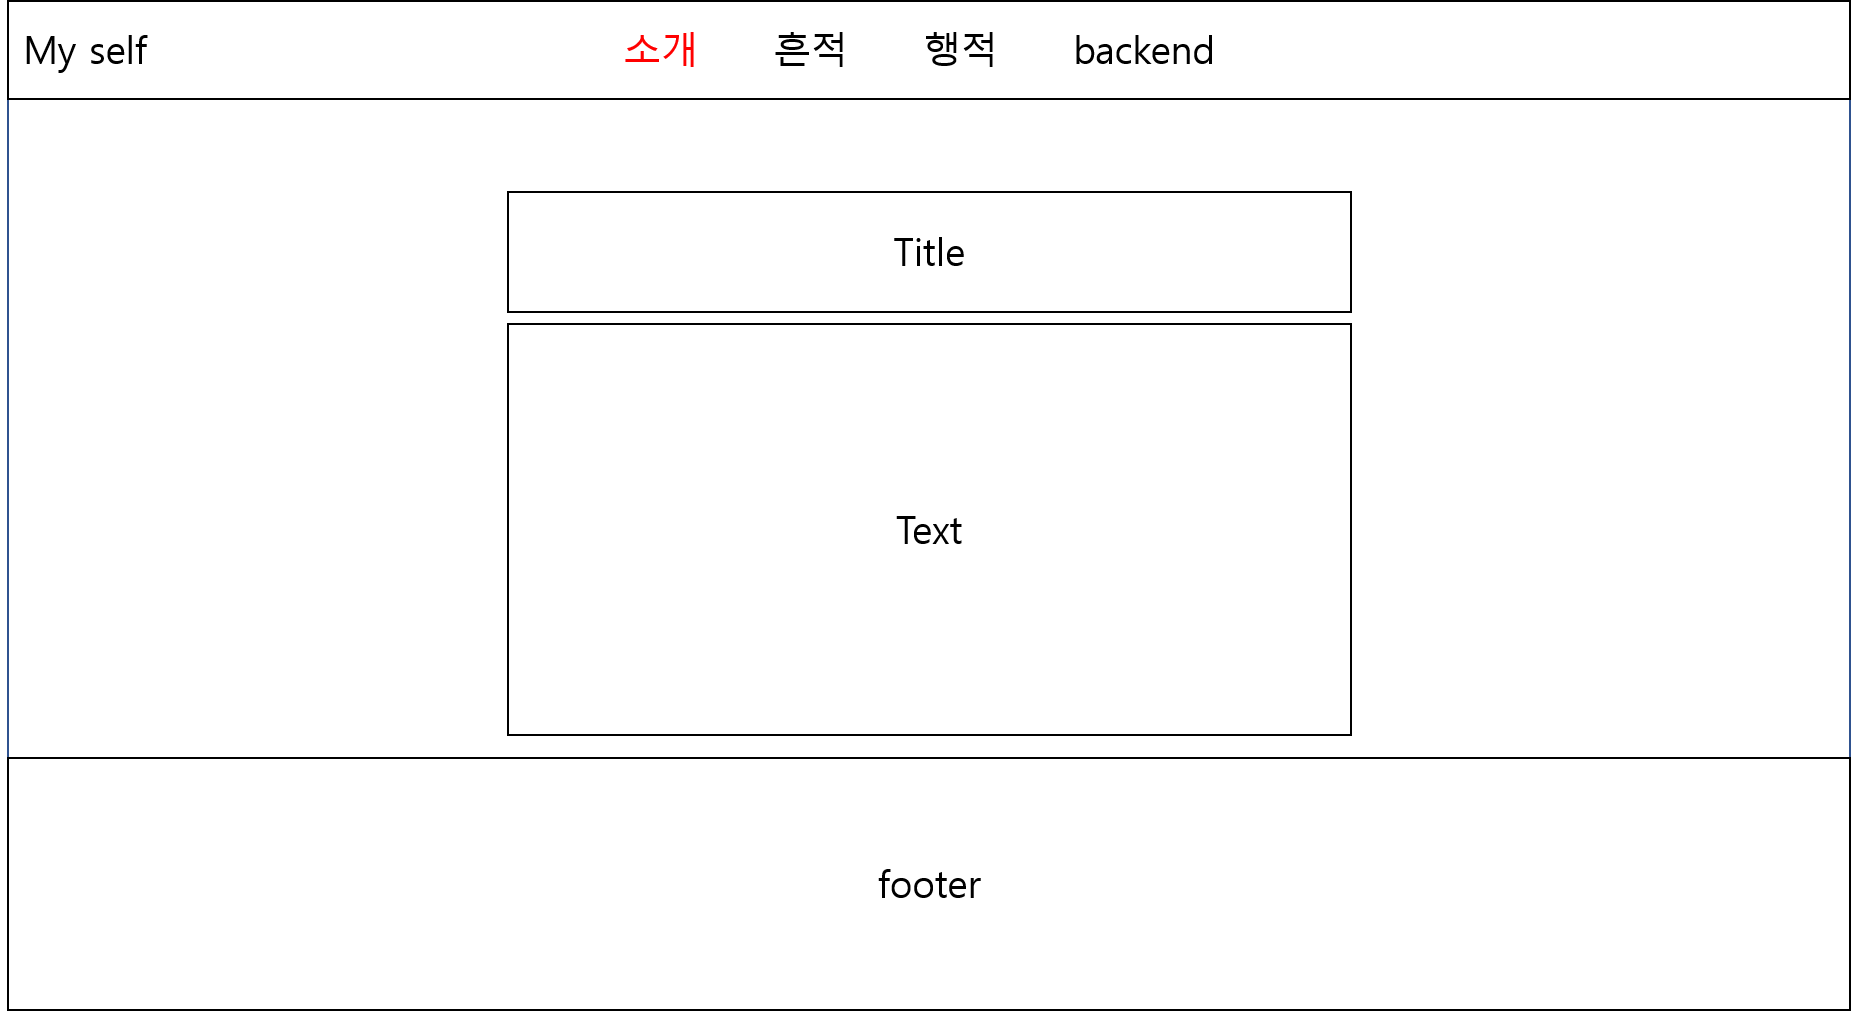 My self 소개 흔적 행적 backend
Title
Text
footer